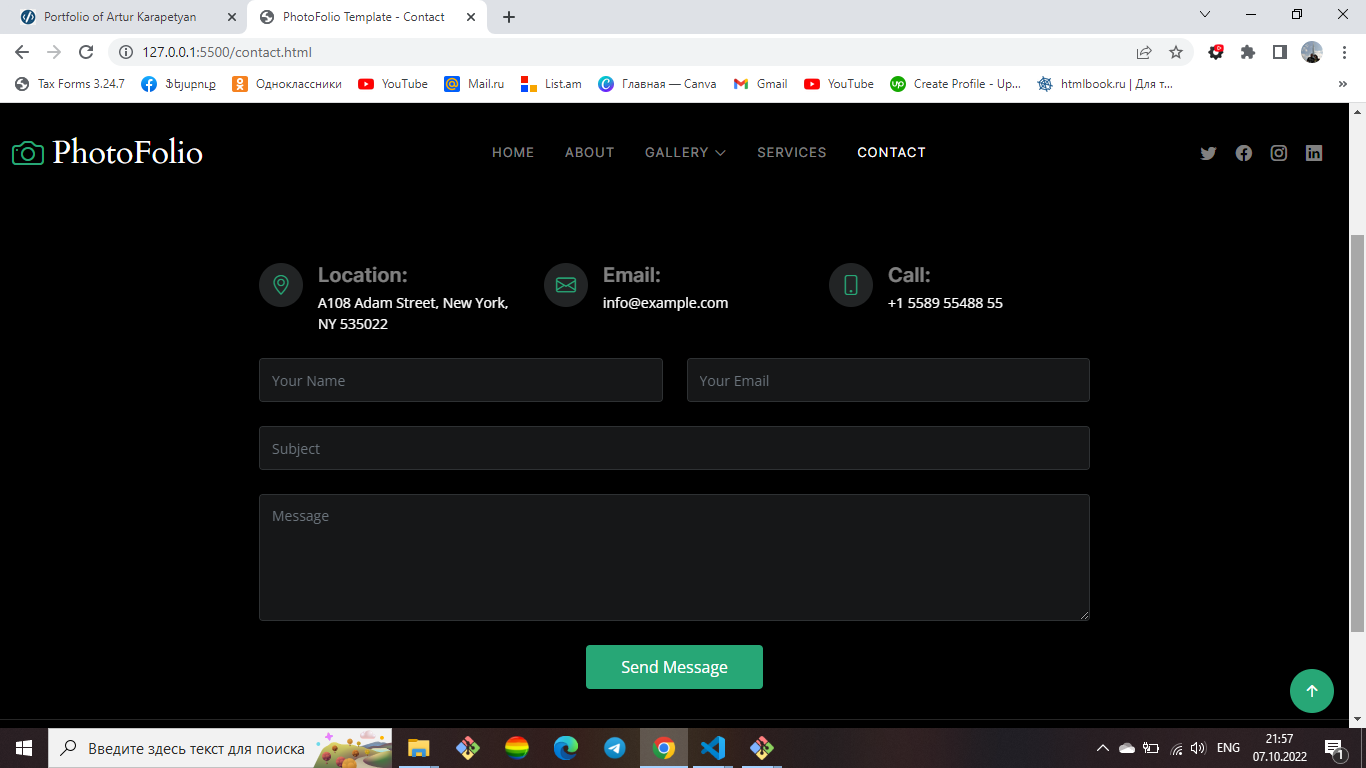 Portfolio of Artur Karapetyan
PhotoFolio Template - Contact
127.0.0.1:5500/contact.html
Tax Forms 3.24.7
Ֆեյսբուք
Одноклассники
YouTube
Mail.ru
List.am
Главная — Canva
Gmail
YouTube
up
Create Profile - Up...
htmlbook.ru | Для т...
PhotoFolio
HOME
ABOUT
GALLERY
SERVICES
CONTACT
Location:
A108 Adam Street, New York,
NY 535022
Email:
info@example.com
Call:
+1 5589 55488 55
Your Name
Your Email
Subject
Message
Send Message
Введите здесь текст для поиска
ENG
21:57
07.10.2022
1